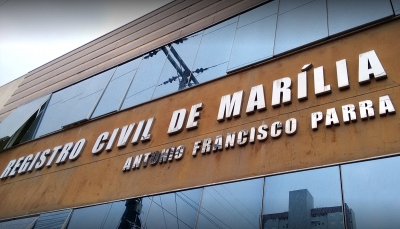 REGISTRO CIVIL DE MARÍLIA
ANTONIO FRANCISCO PARRA